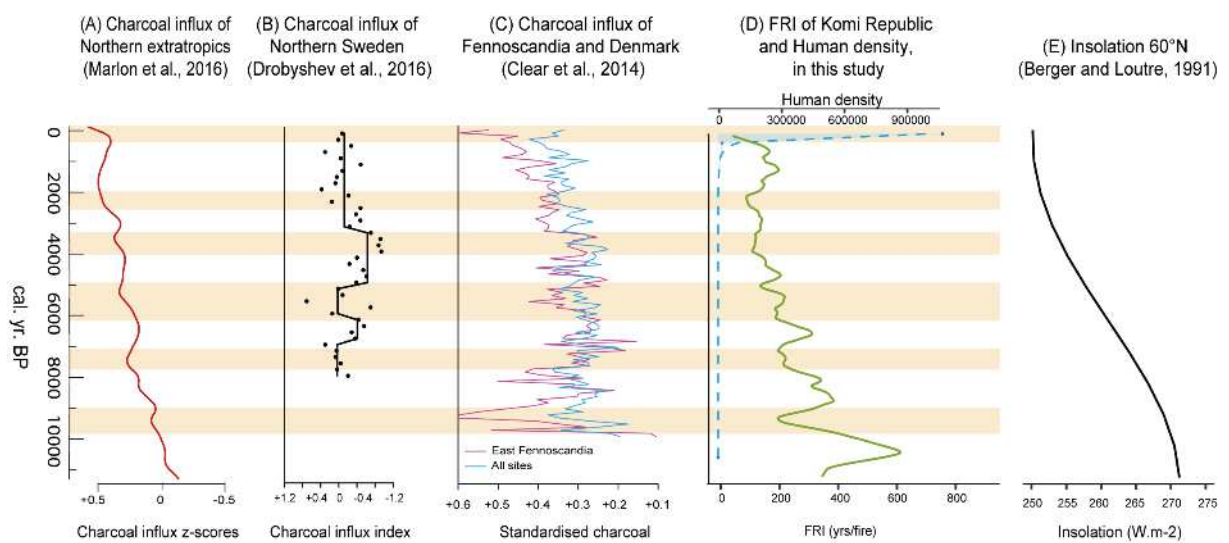 (A) Charcoal influx of
Northern extratropics
(Marlon et al., 2016)
(B) Charcoal influx of
Northern Sweden
(Drobyshev et al., 2016)
(C) Charcoal influx of
Fennoscandia and Denmark
(Clear et al., 2014)
(D) FRI of Komi Republic
and Human density,
in this study
(E) Insolation 60°N
(Berger and Loutre, 1991)
Human density
0 300000 600000 900000
cal. yr. BP
0
2000
4000
6000
8000
10000
East Fennoscandia
All sites
+0.5 0 -0.5
Charcoal influx z-scores
+1.2 +0.4 0 -0.4 -1.2
Charcoal influx index
+0.6 +0.5 +0.4 +0.3 +0.2 +0.1
Standardised charcoal
0 200 400 600 800
FRI (yrs/fire)
250 255 260 265 270 275
Insolation (W.m-2)